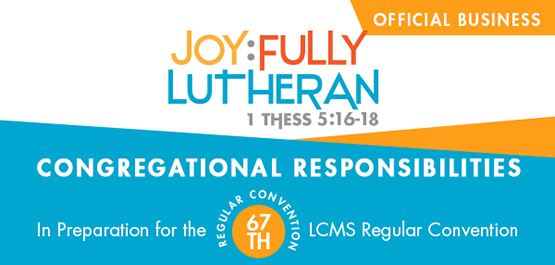 OFFICIAL BUSINESS
JOY:FULLY
LUTHERAN
1 THESS 5:16-18
CONGREGATIONAL RESPONSIBILITIES
In Preparation for the REGULAR CONVENTION 67TH LCMS Regular Convention